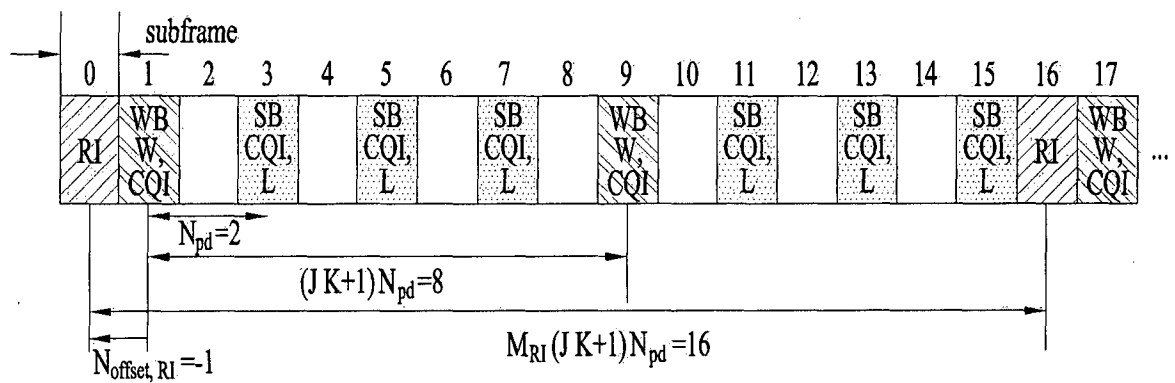 subframe
0 1 2 3 4 5 6 7 8 9 10 11 12 13 14 15 16 17
RI WB W, CQI SB CQI, L SB CQI, L SB CQI, L WB W, CQI SB CQI, L SB CQI, L SB CQI, L RI WB W, CQI ...
N_pd=2
(J K+1)N_pd=8
M_RI (J K+1)N_pd=16
N_offset, RI=-1